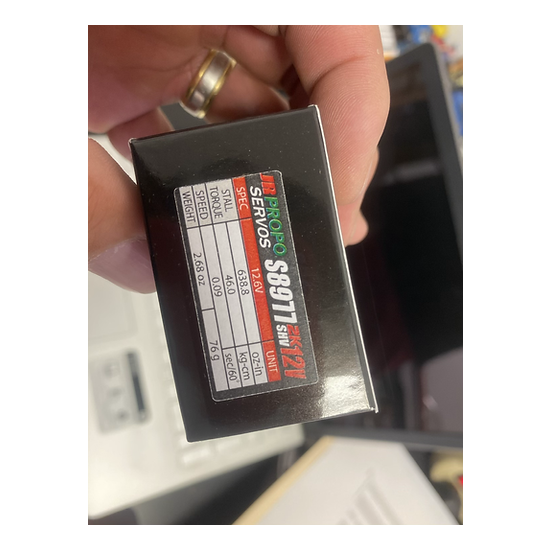 JR PROPO
SERVOS S8977 2K12V
SHV
SPEC 12.6V UNIT
STALL 638.8 oz-in
TORQUE 46.0 kg-cm
SPEED 0.09 sec/60°
WEIGHT 2.68 oz 76 g